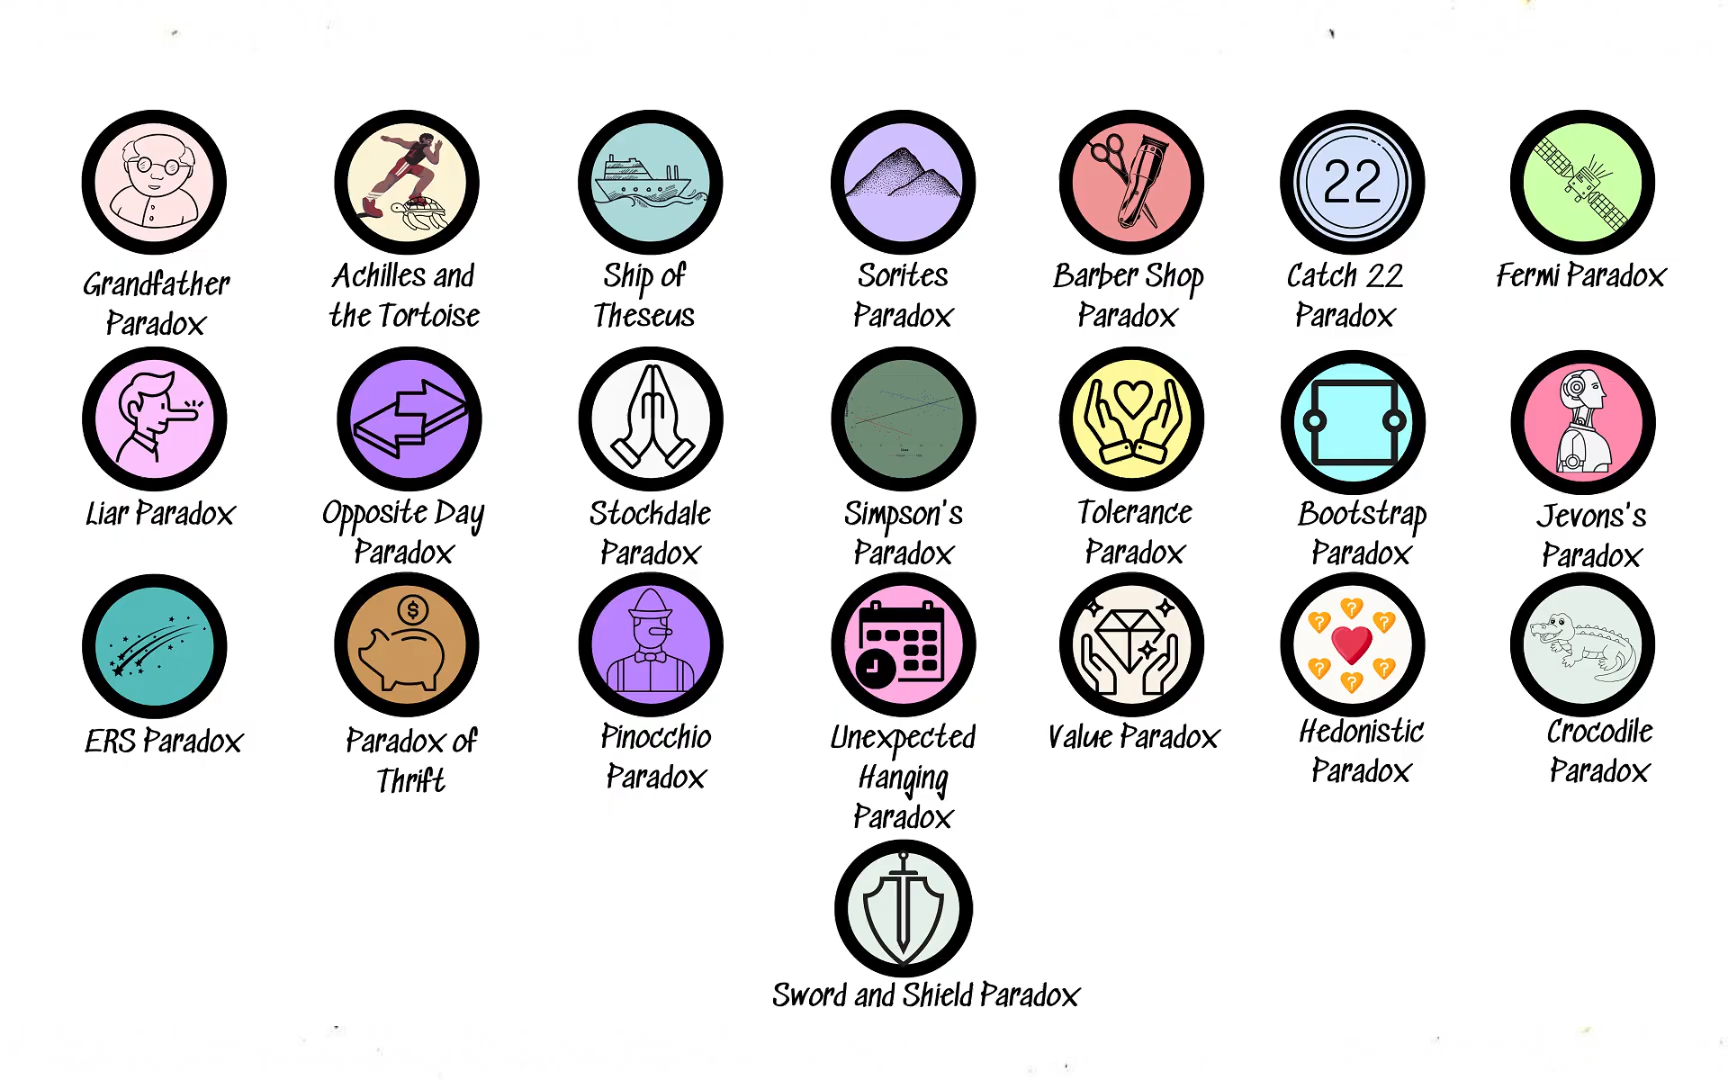 22
Grandfather
Paradox
Achilles and
the Tortoise
Ship of
Theseus
Sorites
Paradox
Barber Shop
Paradox
Catch 22
Paradox
Fermi Paradox
Liar Paradox
Opposite Day
Paradox
Stockdale
Paradox
Simpson's
Paradox
Tolerance
Paradox
Bootstrap
Paradox
Jevons's
Paradox
$
? ? ? ? ? ?
ERS Paradox
Paradox of
Thrift
Pinocchio
Paradox
Unexpected
Hanging
Paradox
Value Paradox
Hedonistic
Paradox
Crocodile
Paradox
Sword and Shield Paradox